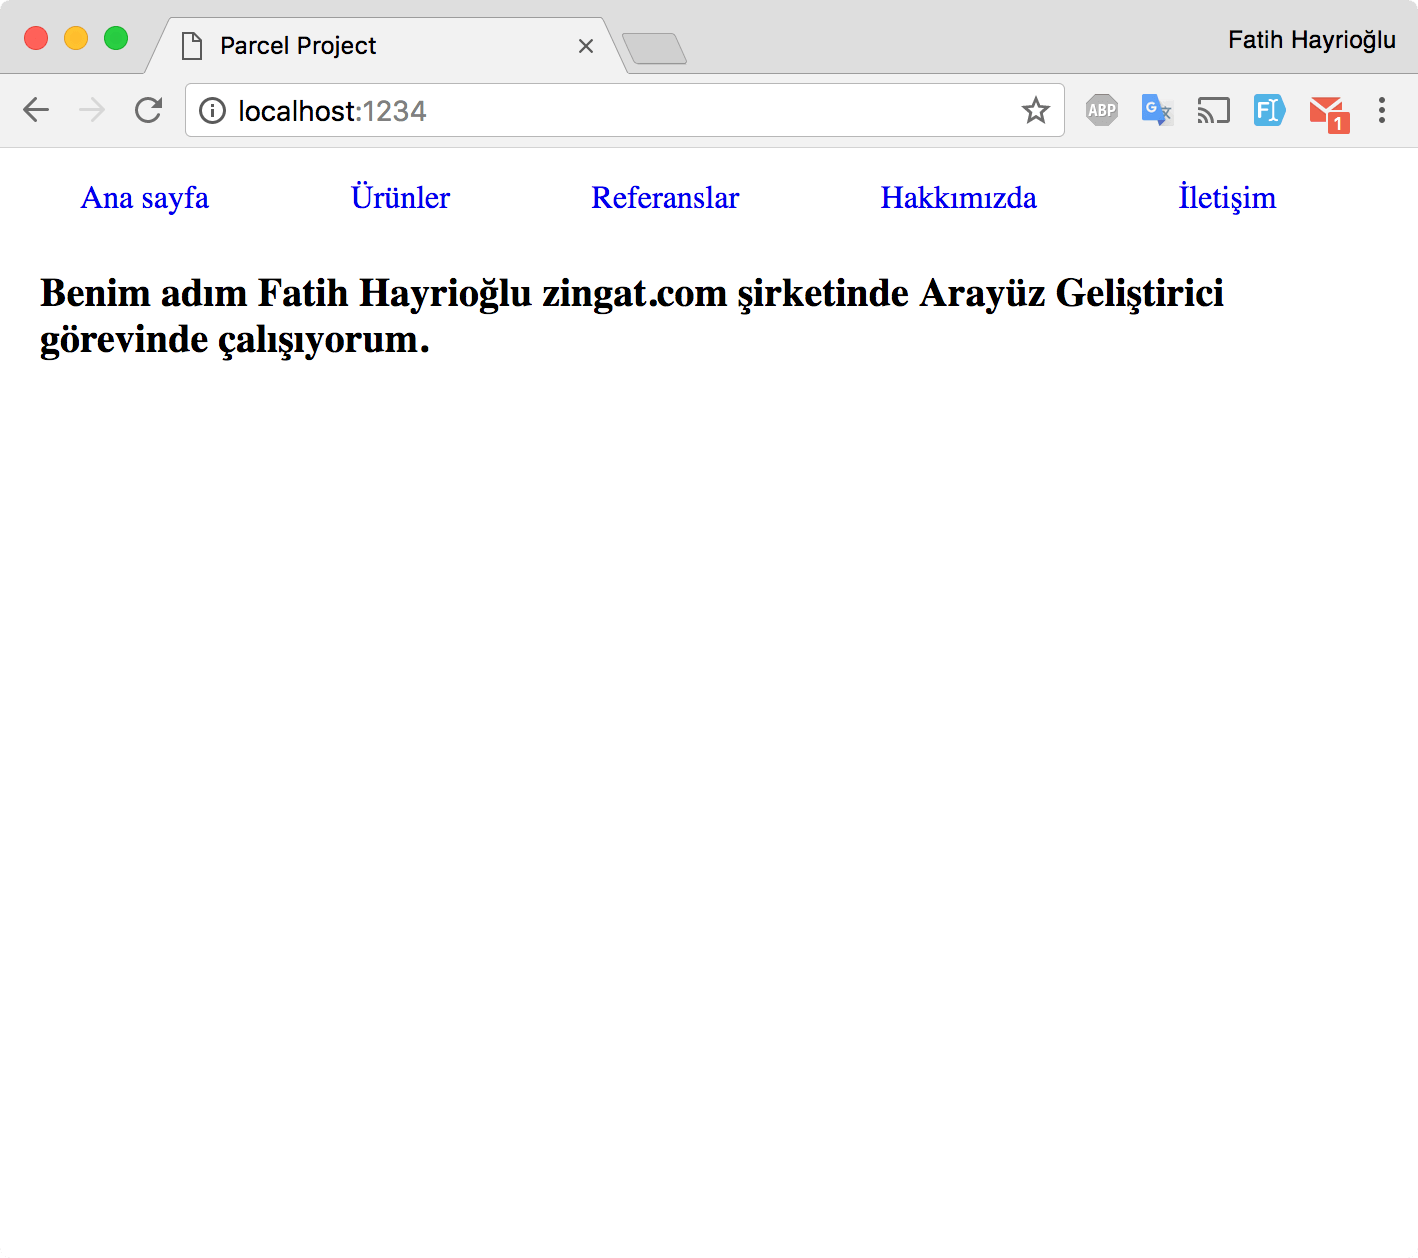 Parcel Project
Fatih Hayrioğlu
localhost:1234
ABP
G
FI
1
Ana sayfa Ürünler Referanslar Hakkımızda İletişim
Benim adım Fatih Hayrioğlu zingat.com şirketinde Arayüz Geliştirici
görevinde çalışıyorum.